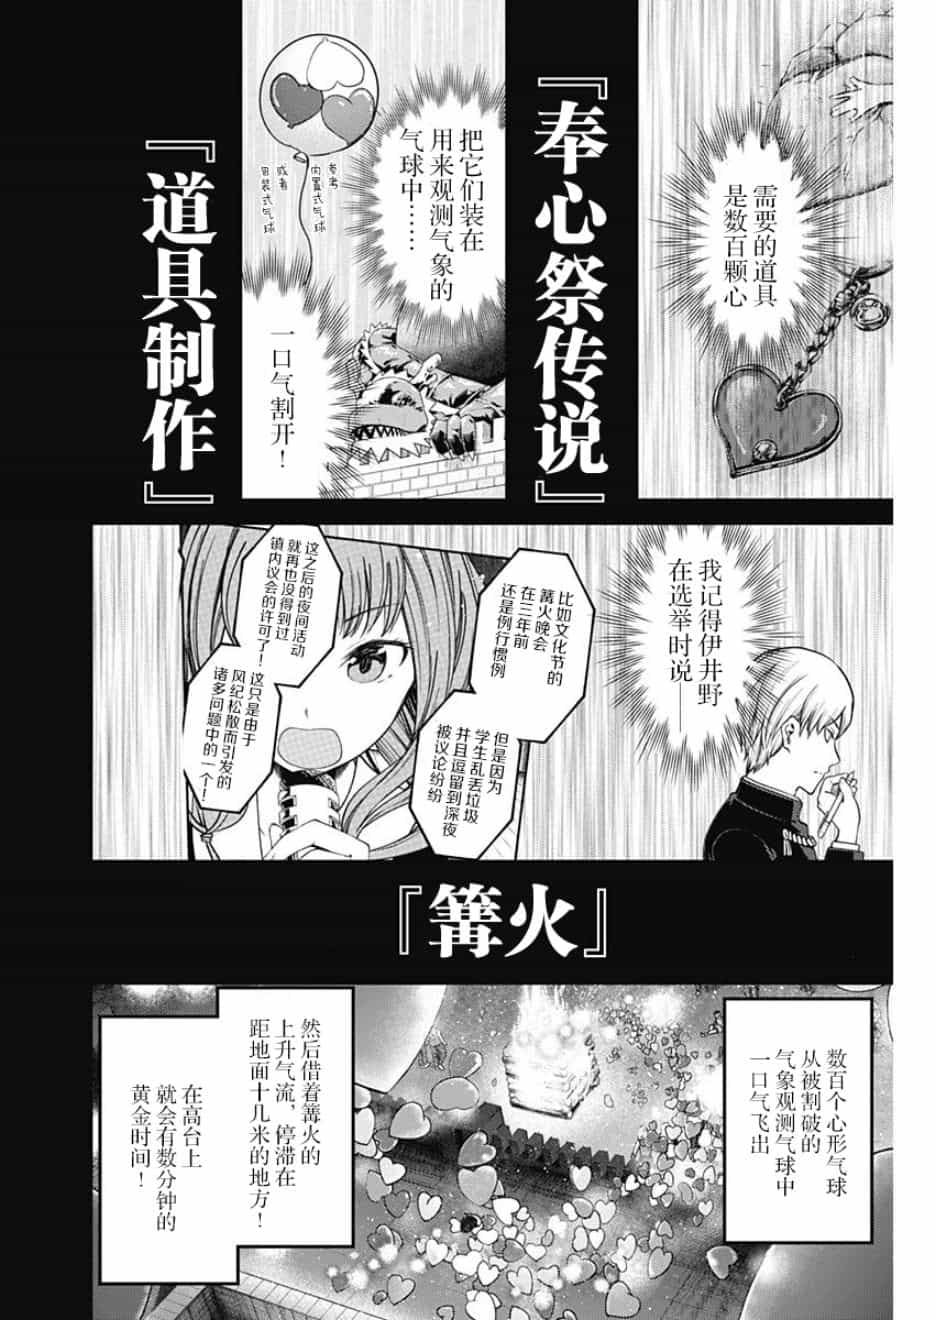 需要的道具
是数百颗心
『奉心祭传说』
把它们装在
用来观测气象的
气球中……
参考
内置式气球
或者
吊装式气球
一口气割开！
『道具制作』
我记得伊井野
在选举时说—
比如文化节的
篝火晚会
在三年前
还是例行惯例
但是因为
学生乱丢垃圾
并且逗留到深夜
被议论纷纷
这之后的夜间活动
就再也没得到过
镇内议会的许可了！这只是由于
风纪松散而引发的
诸多问题中的一个！
『篝火』
数百个心形气球
从被割破的
气象观测气球中
一口气飞出
然后借着篝火的
上升气流，停滞在
距地面十几米的地方！
在高台上
就会有数分钟的
黄金时间！